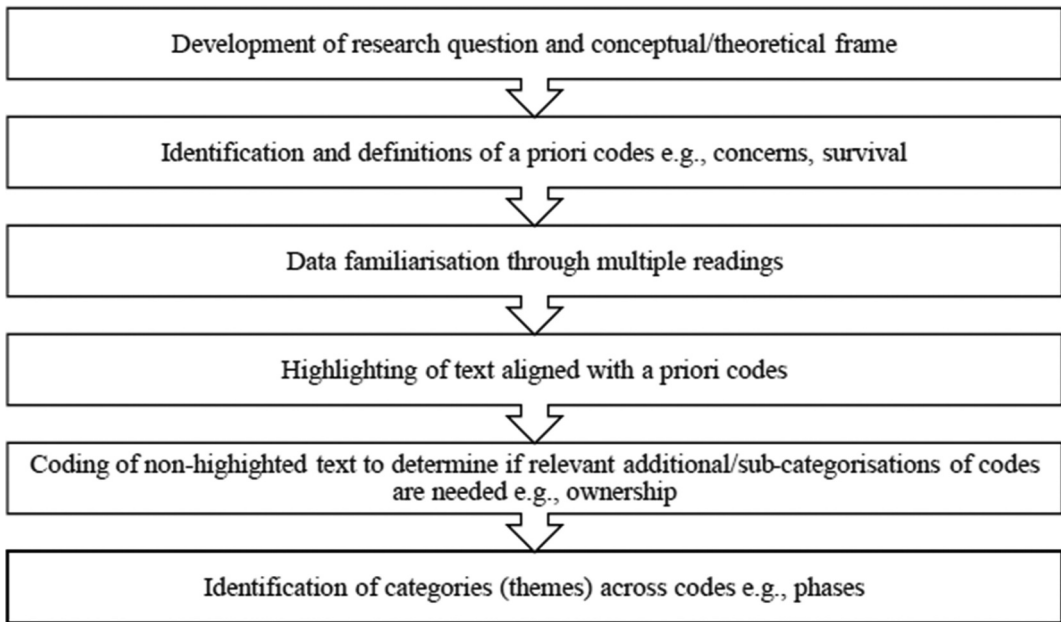 Development of research question and conceptual/theoretical frame
Identification and definitions of a priori codes e.g., concerns, survival
Data familiarisation through multiple readings
Highlighting of text aligned with a priori codes
Coding of non-highighted text to determine if relevant additional/sub-categorisations of codes
are needed e.g., ownership
Identification of categories (themes) across codes e.g., phases